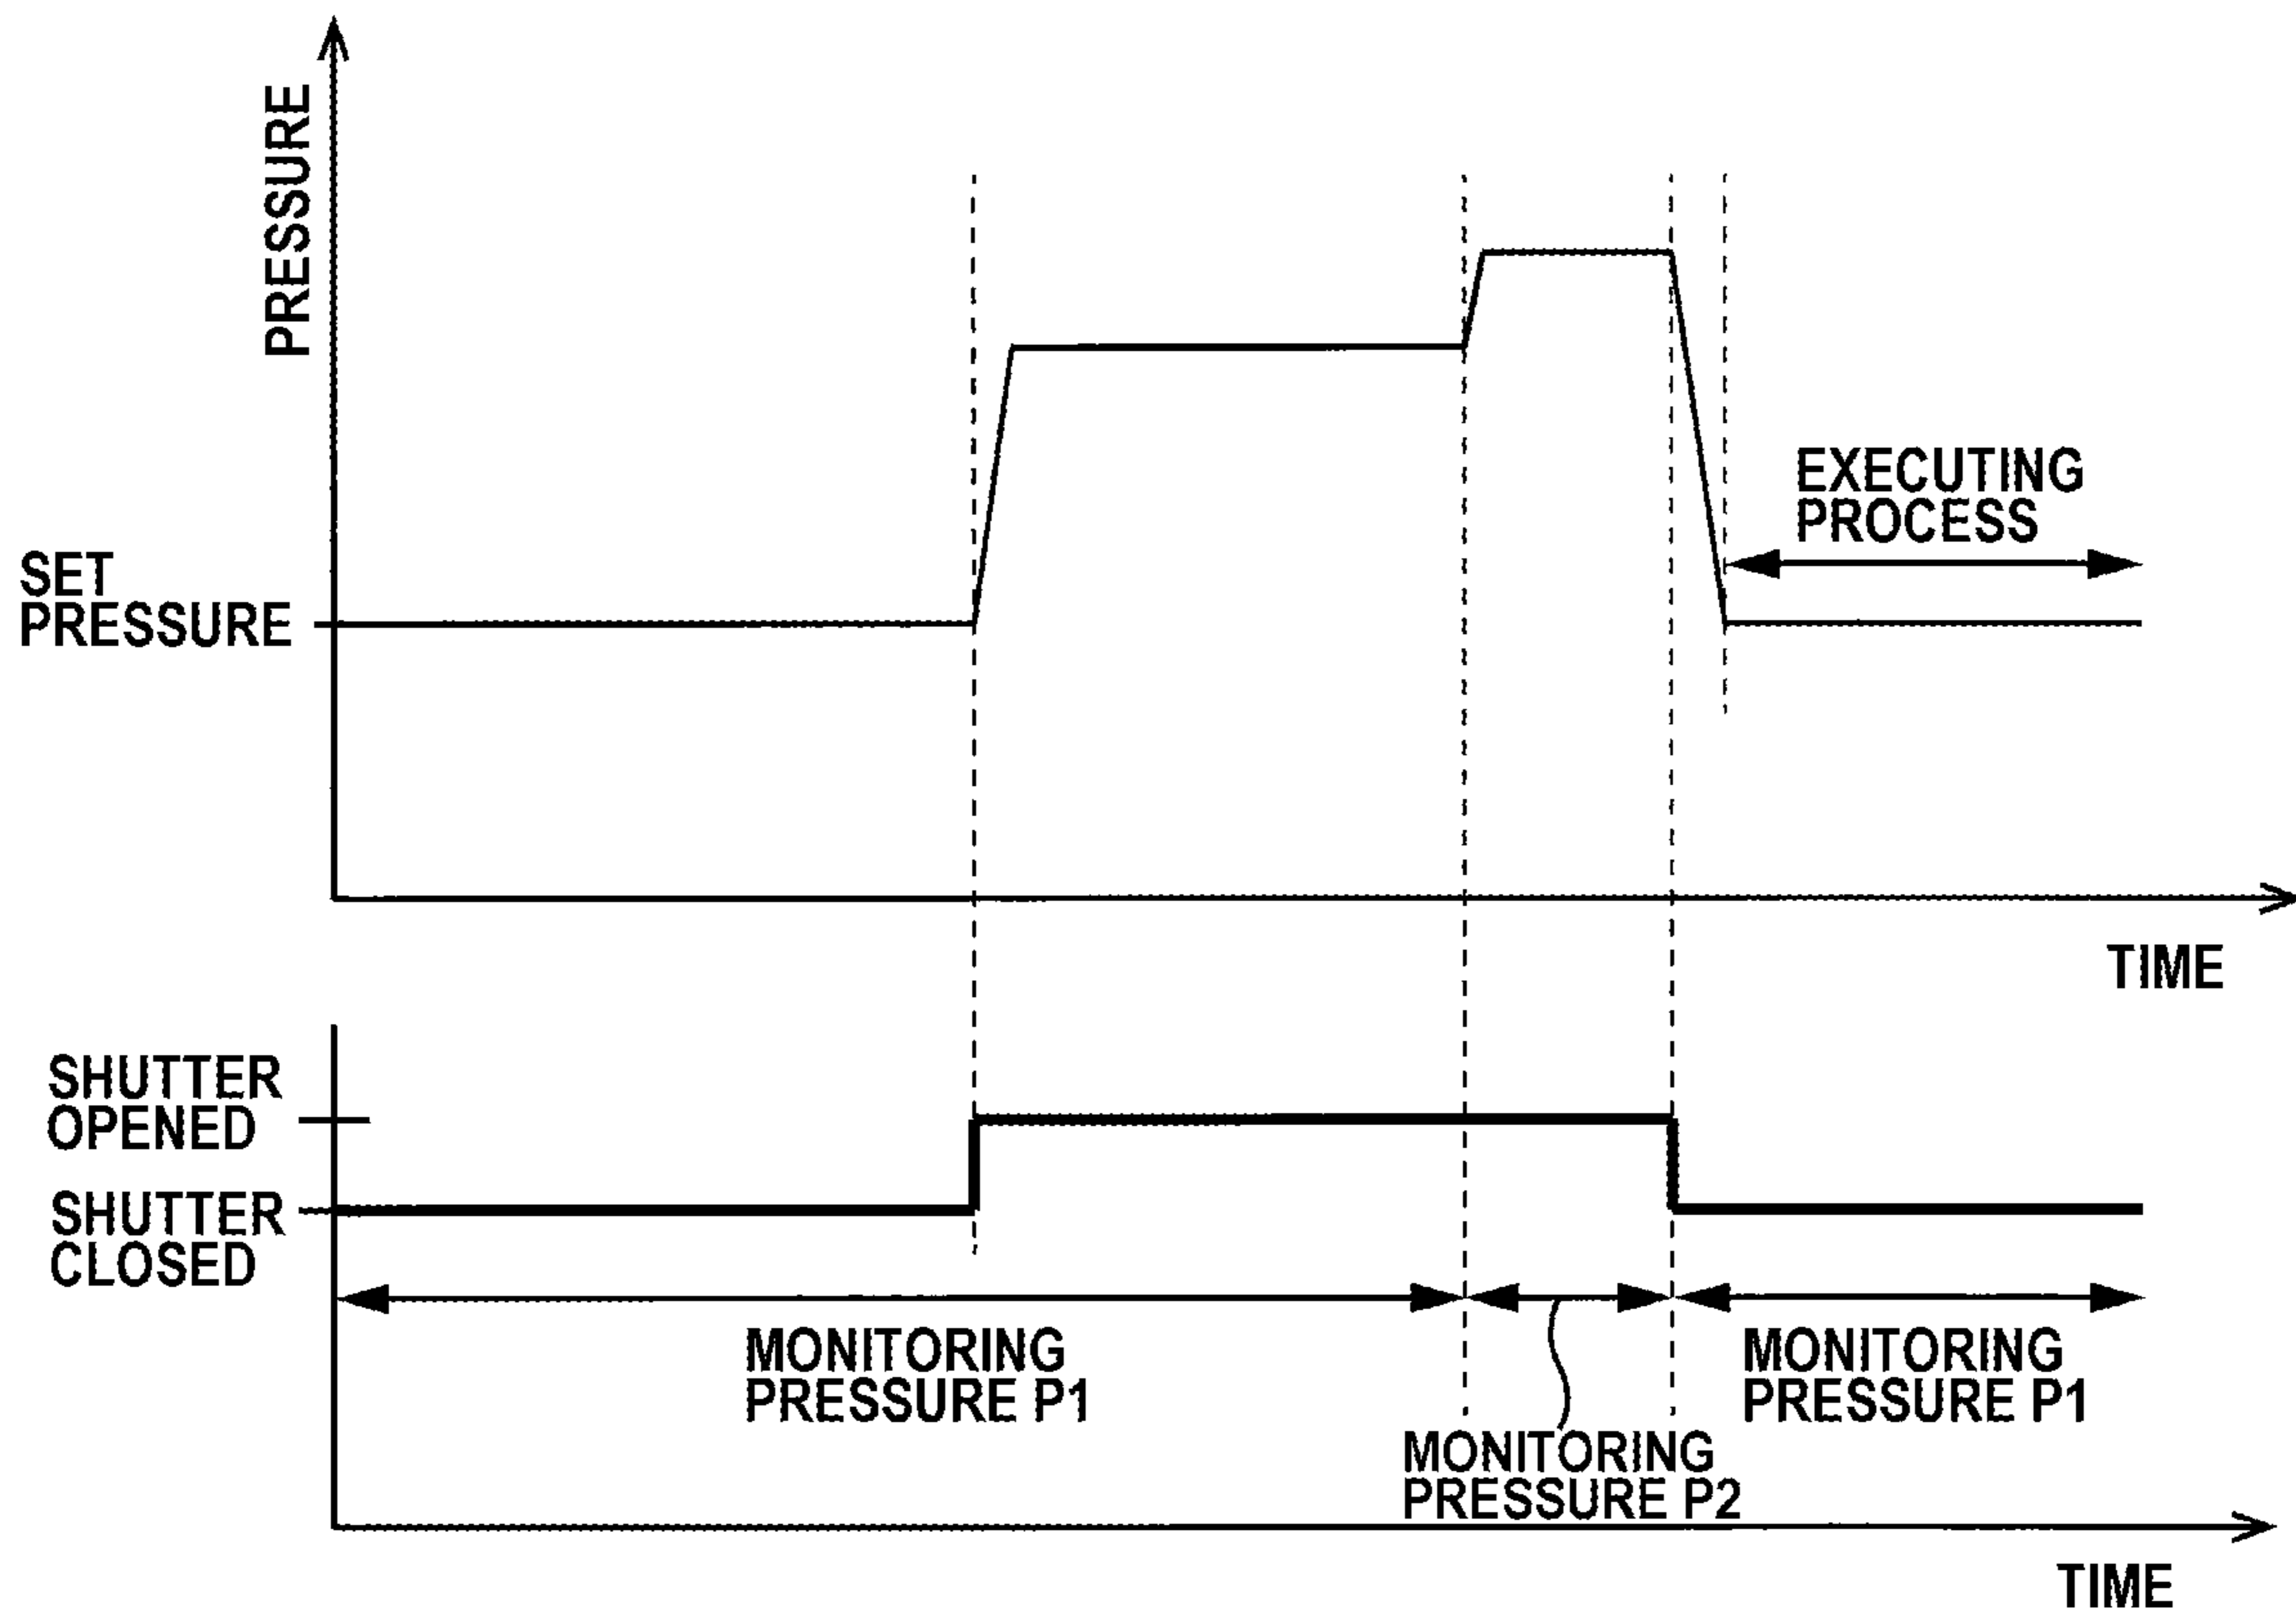 PRESSURE
EXECUTING
PROCESS
SET
PRESSURE
TIME
SHUTTER
OPENED
SHUTTER
CLOSED
MONITORING
PRESSURE P1
MONITORING
PRESSURE P2
MONITORING
PRESSURE P1
TIME